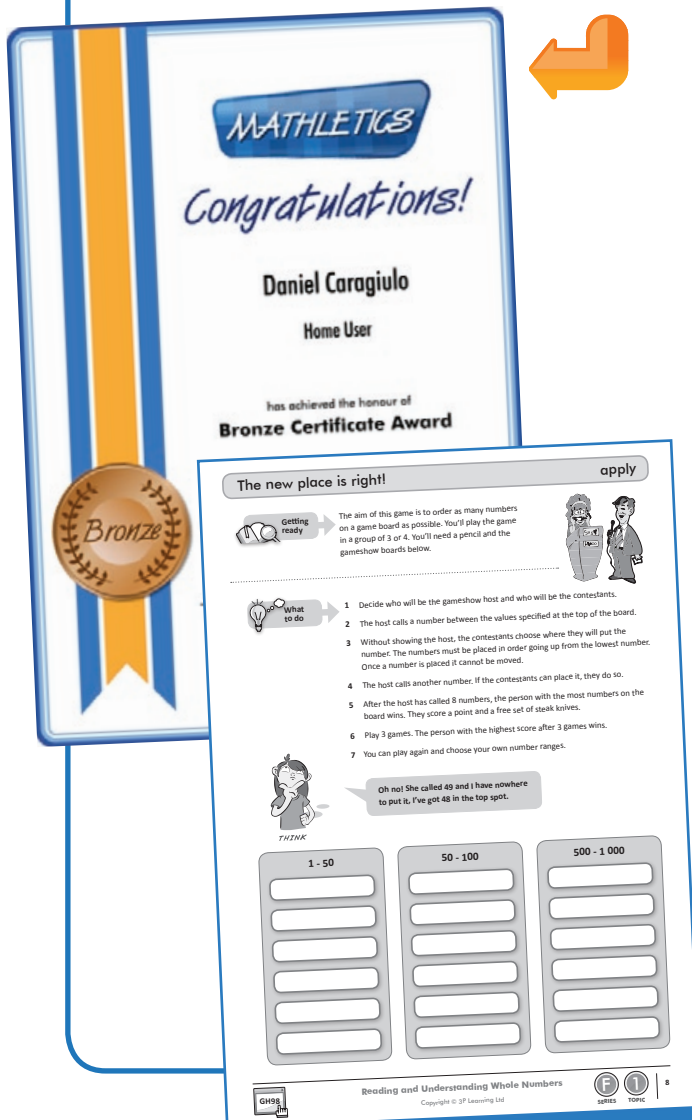 MATHLETICS
Congratulations!
Daniel Caragiulo
Home User
has achieved the honour of
Bronze Certificate Award
Bronze
The new place is right!
apply
Getting
ready
The aim of this game is to order as many numbers
on a game board as possible. You'll play the game
in a group of 3 or 4. You'll need a pencil and the
gameshow boards below.
What
to do
1 Decide who will be the gameshow host and who will be the contestants.
2 The host calls a number between the values specified at the top of the board.
3 Without showing the host, the contestants choose where they will put the
number. The numbers must be placed in order going up from the lowest number.
Once a number is placed it cannot be moved.
4 The host calls another number. If the contestants can place it, they do so.
5 After the host has called 8 numbers, the person with the most numbers on the
board wins. They score a point and a free set of steak knives.
6 Play 3 games. The person with the highest score after 3 games wins.
7 You can play again and choose your own number ranges.
Oh no! She called 49 and I have nowhere
to put it, I've got 48 in the top spot.
THINK
1 - 50
50 - 100
500 - 1 000
GH98
Reading and Understanding Whole Numbers
Copyright © 3P Learning Ltd
F
SERIES
1
TOPIC
8